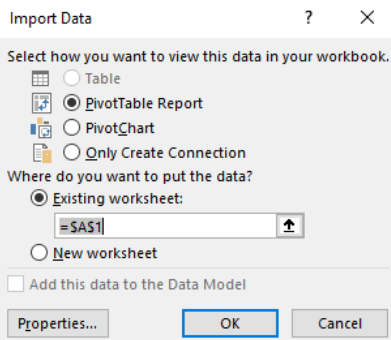 Import Data ? ×
Select how you want to view this data in your workbook.
Table
PivotTable Report
PivotChart
Only Create Connection
Where do you want to put the data?
Existing worksheet:
=$A$1
New worksheet
Add this data to the Data Model
Properties... OK Cancel